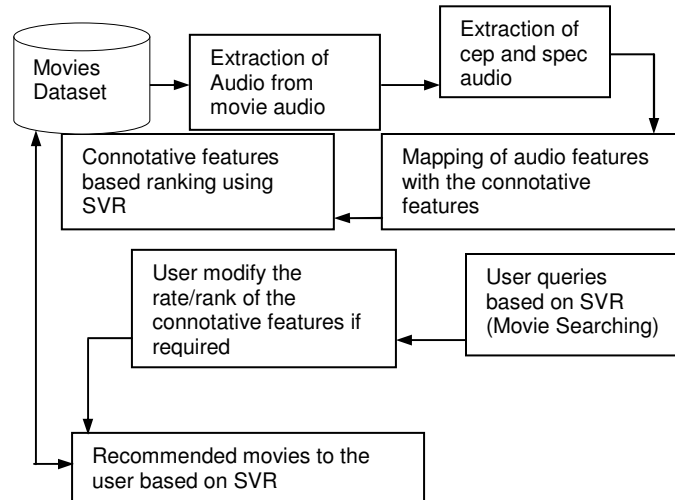 Movies
Dataset
Extraction of
Audio from
movie audio
Extraction of
cep and spec
audio
Connotative features
based ranking using
SVR
Mapping of audio features
with the connotative
features
User modify the
rate/rank of the
connotative features if
required
User queries
based on SVR
(Movie Searching)
Recommended movies to the
user based on SVR